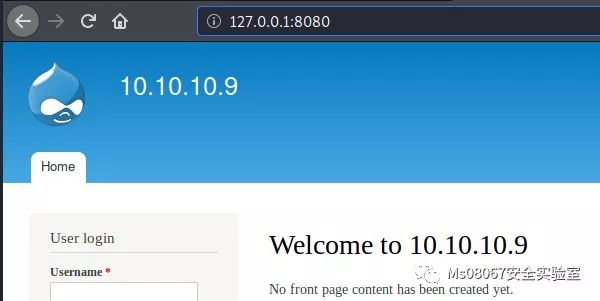 127.0.0.1:8080
10.10.10.9
Home
User login
Welcome to 10.10.10.9
Username *
No front page content has been created yet.
Ms08067安全实验室